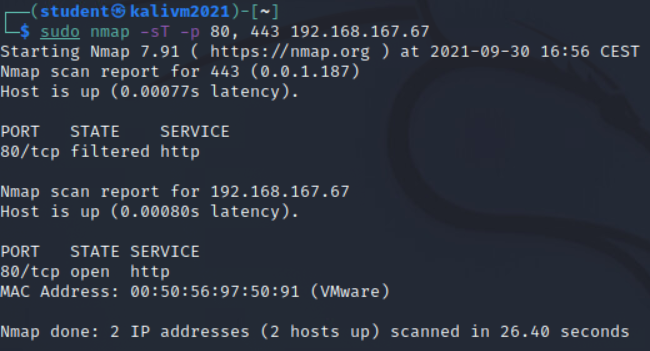 ┌──(student㉿kalivm2021)-[~]
└─$ sudo nmap -sT -p 80, 443 192.168.167.67
Starting Nmap 7.91 ( https://nmap.org ) at 2021-09-30 16:56 CEST
Nmap scan report for 443 (0.0.1.187)
Host is up (0.00077s latency).
PORT   STATE    SERVICE
80/tcp filtered http
Nmap scan report for 192.168.167.67
Host is up (0.00080s latency).
PORT   STATE SERVICE
80/tcp open  http
MAC Address: 00:50:56:97:50:91 (VMware)
Nmap done: 2 IP addresses (2 hosts up) scanned in 26.40 seconds